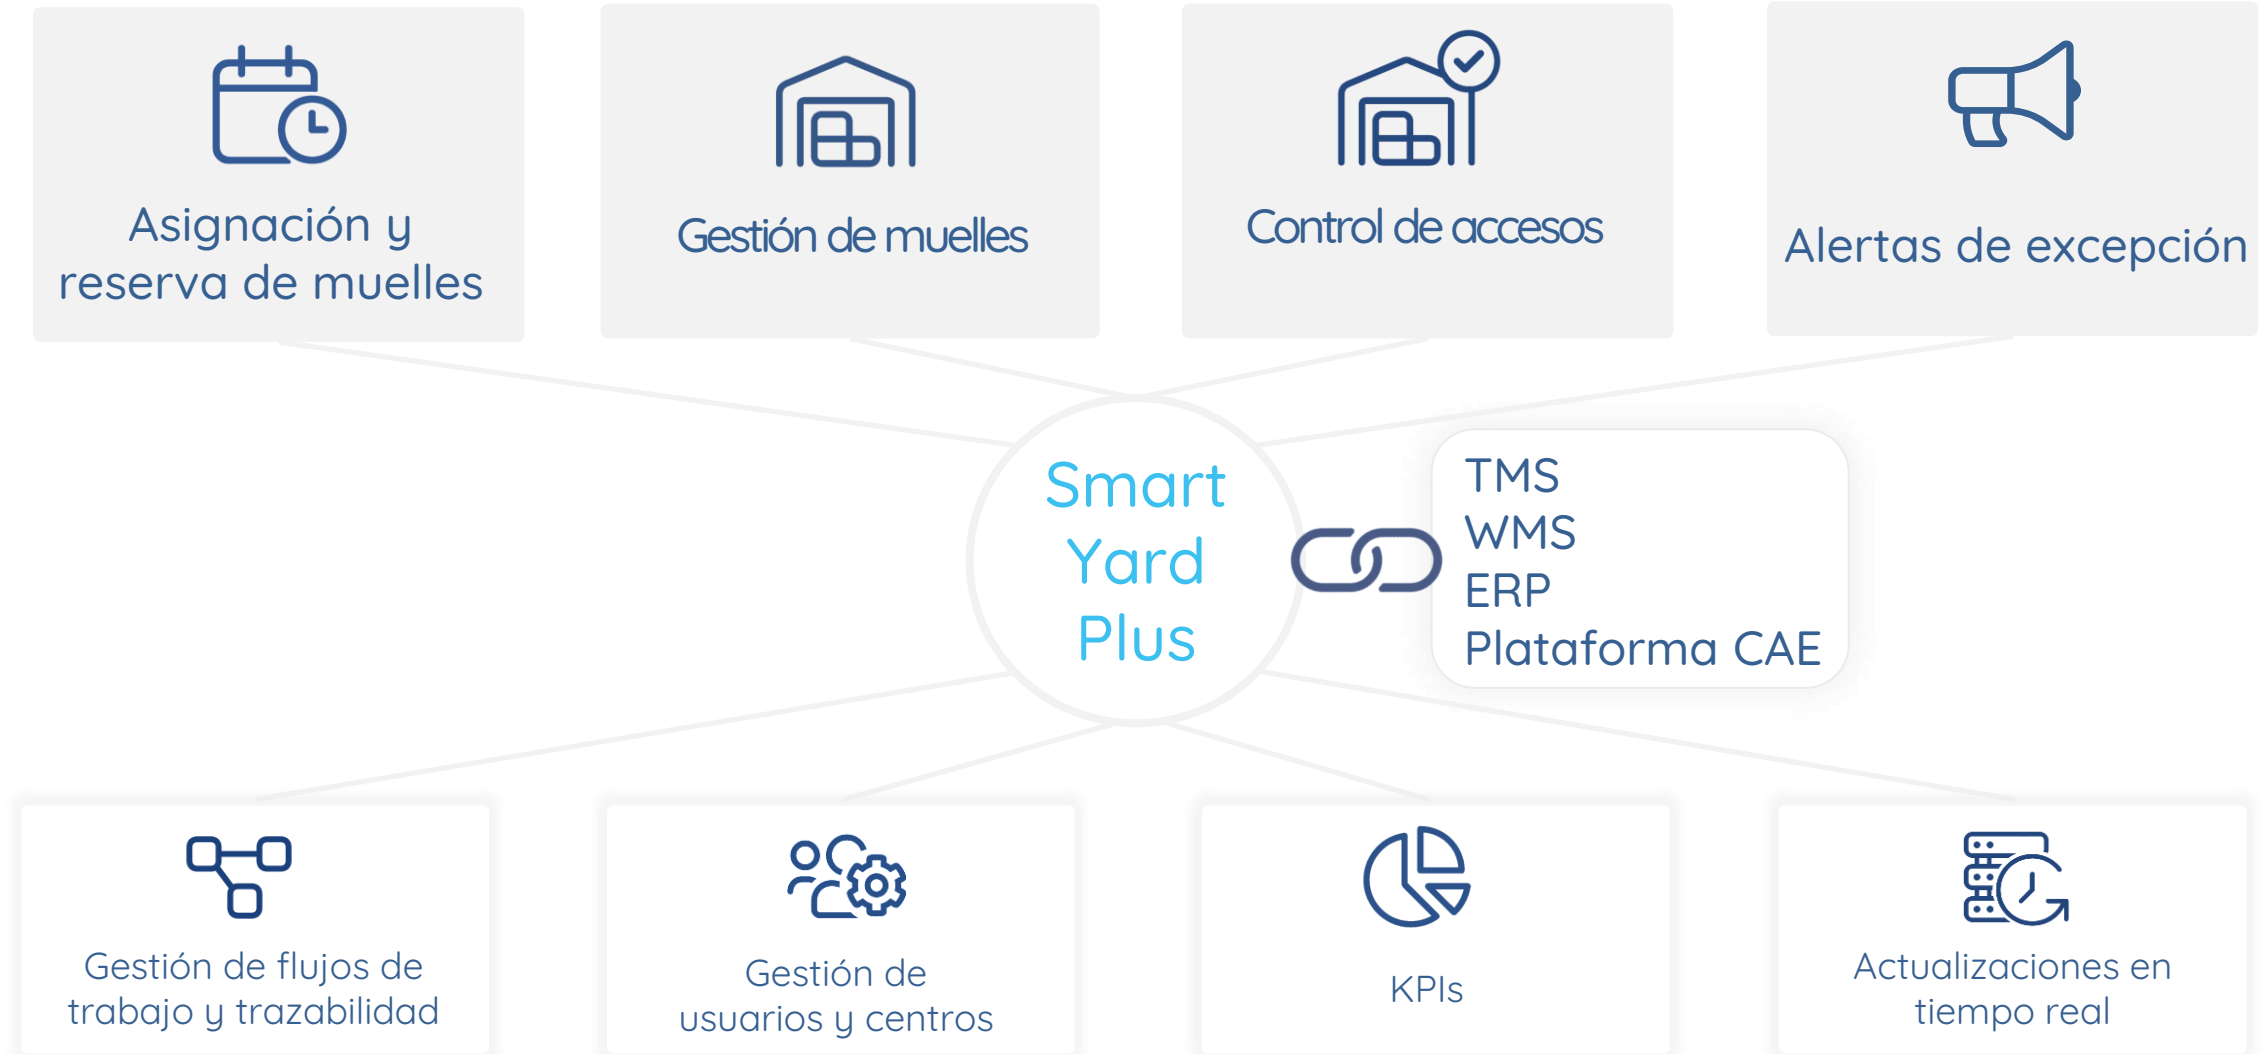 Asignación y
reserva de muelles
Gestión de muelles
Control de accesos
Alertas de excepción
Smart
Yard
Plus
TMS
WMS
ERP
Plataforma CAE
Gestión de flujos de
trabajo y trazabilidad
Gestión de
usuarios y centros
KPIs
Actualizaciones en
tiempo real